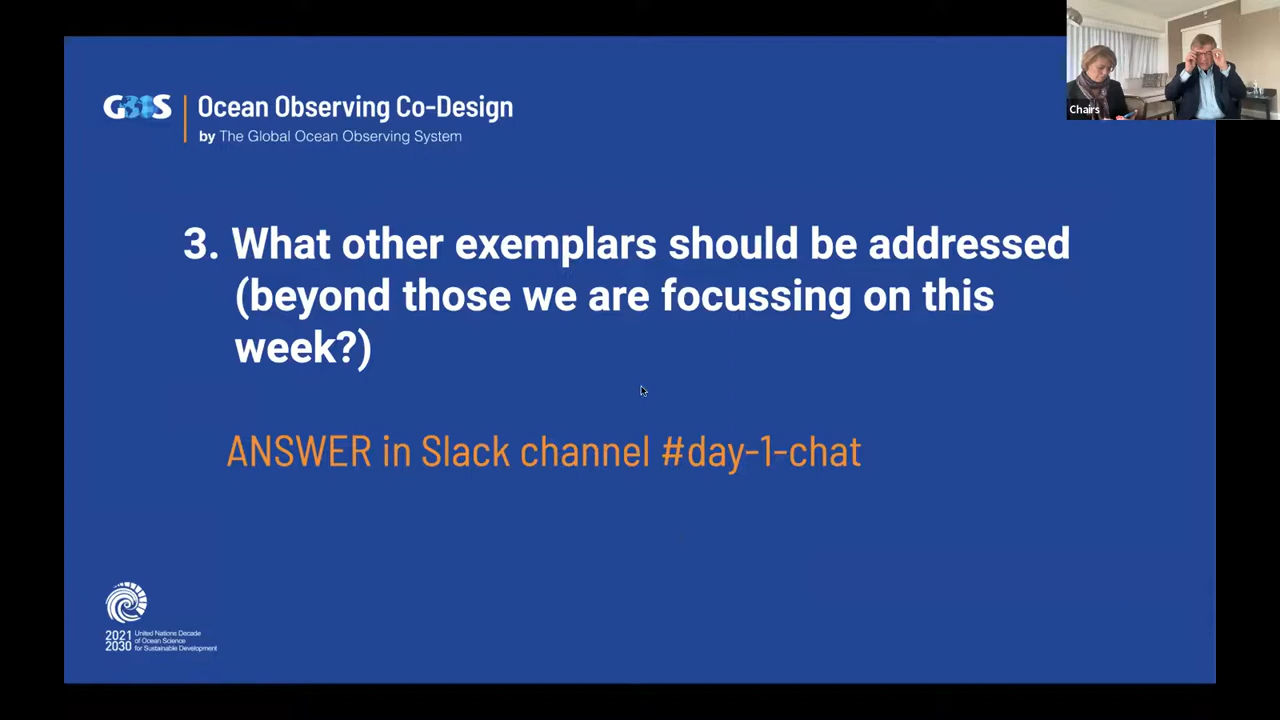 GOOS
Ocean Observing Co-Design
by The Global Ocean Observing System
Chairs
3. What other exemplars should be addressed
(beyond those we are focussing on this
week?)
ANSWER in Slack channel #day-1-chat
2021
2030
United Nations Decade
of Ocean Science
for Sustainable Development